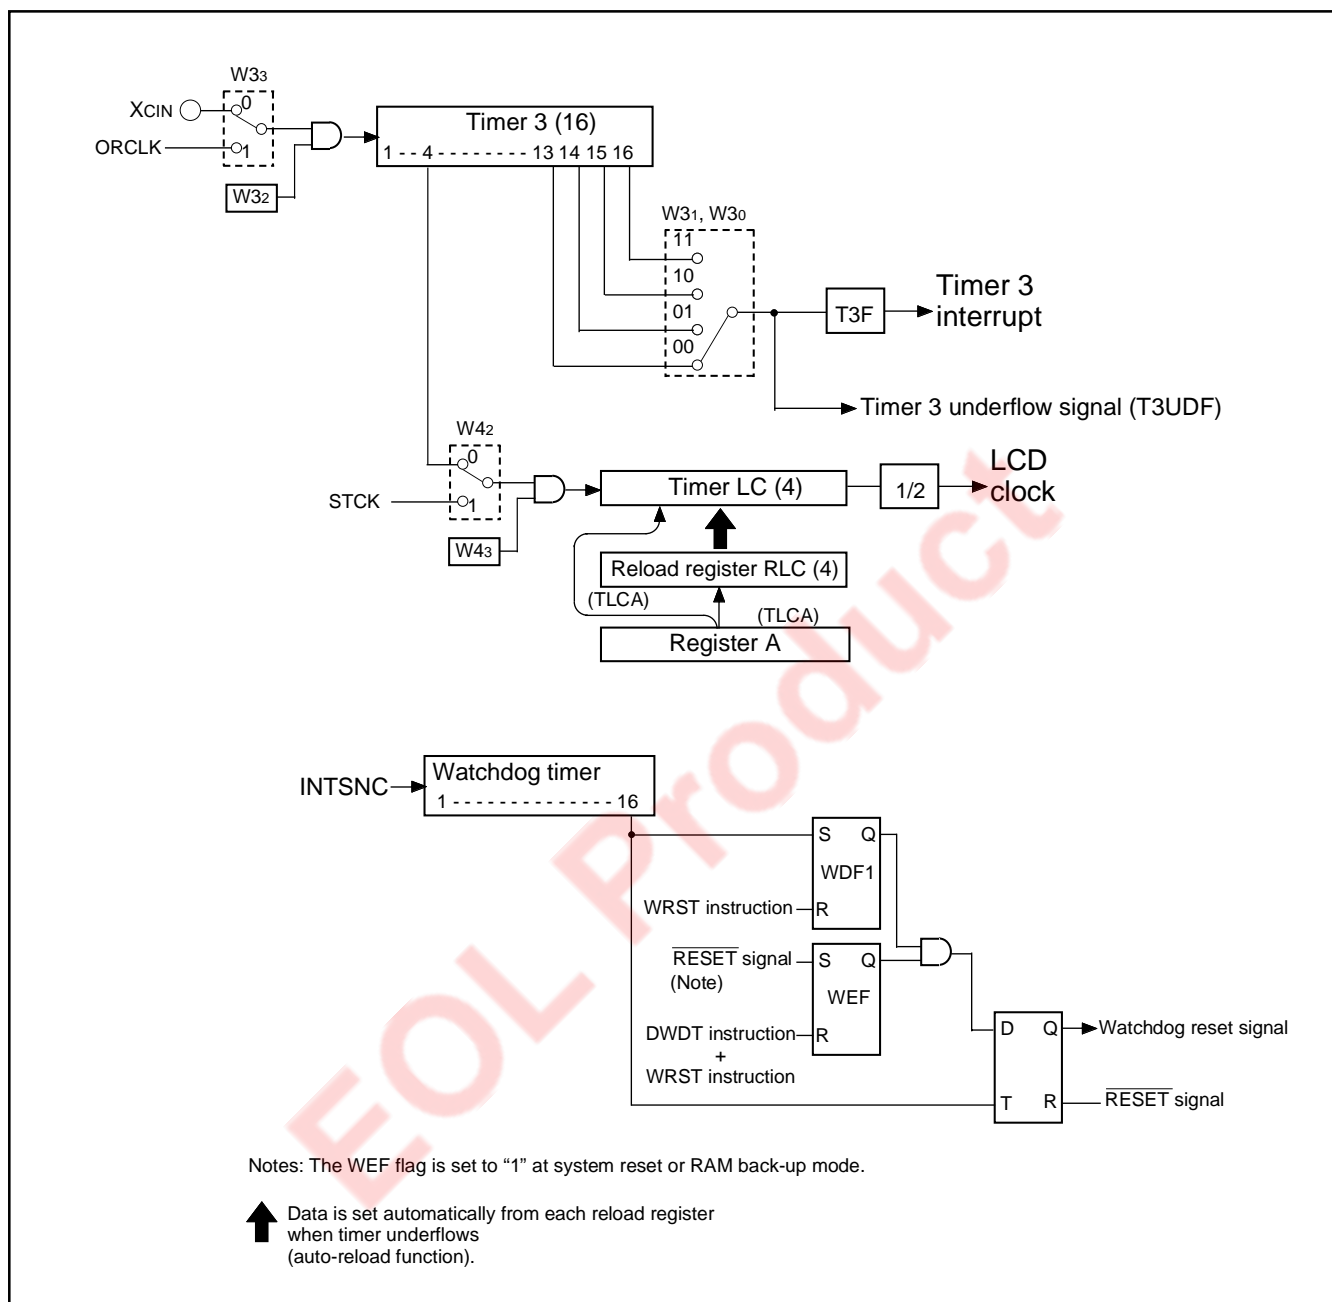 W33
XCIN
0
ORCLK
1
W32
Timer 3 (16)
1 - - 4 - - - - - - - - - 13 14 15 16
W31, W30
11
10
01
00
T3F
Timer 3
interrupt
Timer 3 underflow signal (T3UDF)
W42
0
STCK
1
W43
Timer LC (4)
1/2
LCD
clock
Reload register RLC (4)
(TLCA)
(TLCA)
Register A
INTSNC
Watchdog timer
1 - - - - - - - - - - - - - - - 16
S Q
WDF1
WRST instruction
R
RESET signal
(Note)
S Q
WEF
DWDT instruction
+
WRST instruction
R
D Q
Watchdog reset signal
T R
RESET signal
Notes: The WEF flag is set to “1” at system reset or RAM back-up mode.
Data is set automatically from each reload register
when timer underflows
(auto-reload function).
EOL Product